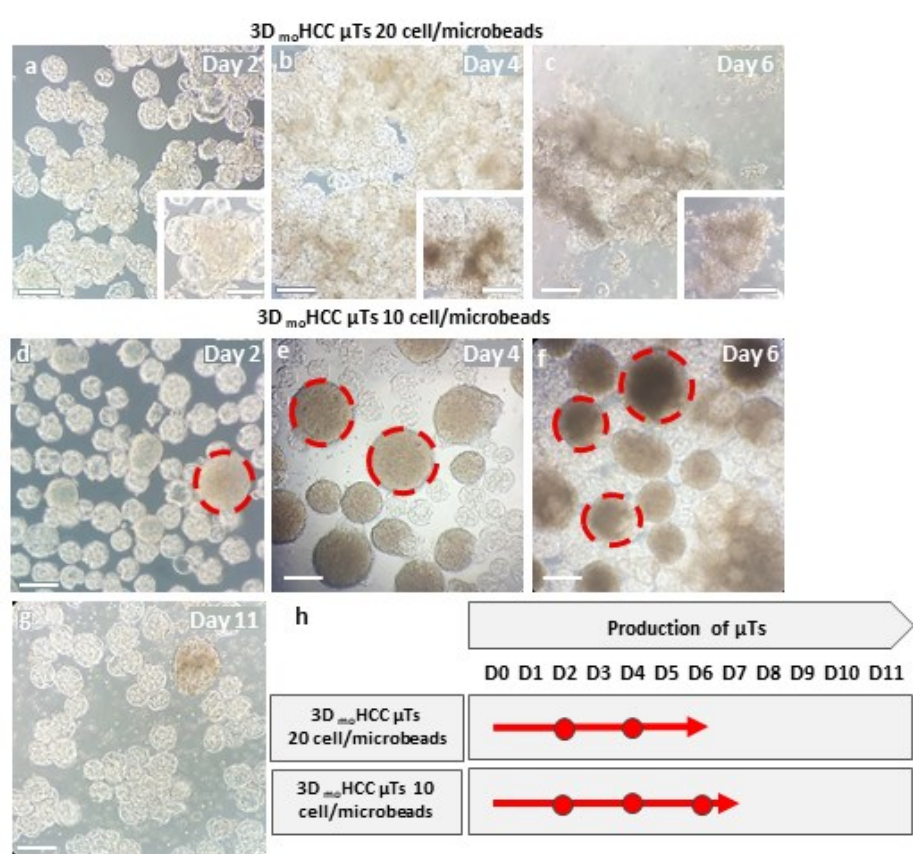 3D moHCC μTs 20 cell/microbeads
a Day 2 b Day 4 c Day 6
3D moHCC μTs 10 cell/microbeads
d Day 2 e Day 4 f Day 6
g Day 11 h
Production of μTs
D0 D1 D2 D3 D4 D5 D6 D7 D8 D9 D10 D11
3D moHCC μTs
20 cell/microbeads
3D moHCC μTs 10
cell/microbeads